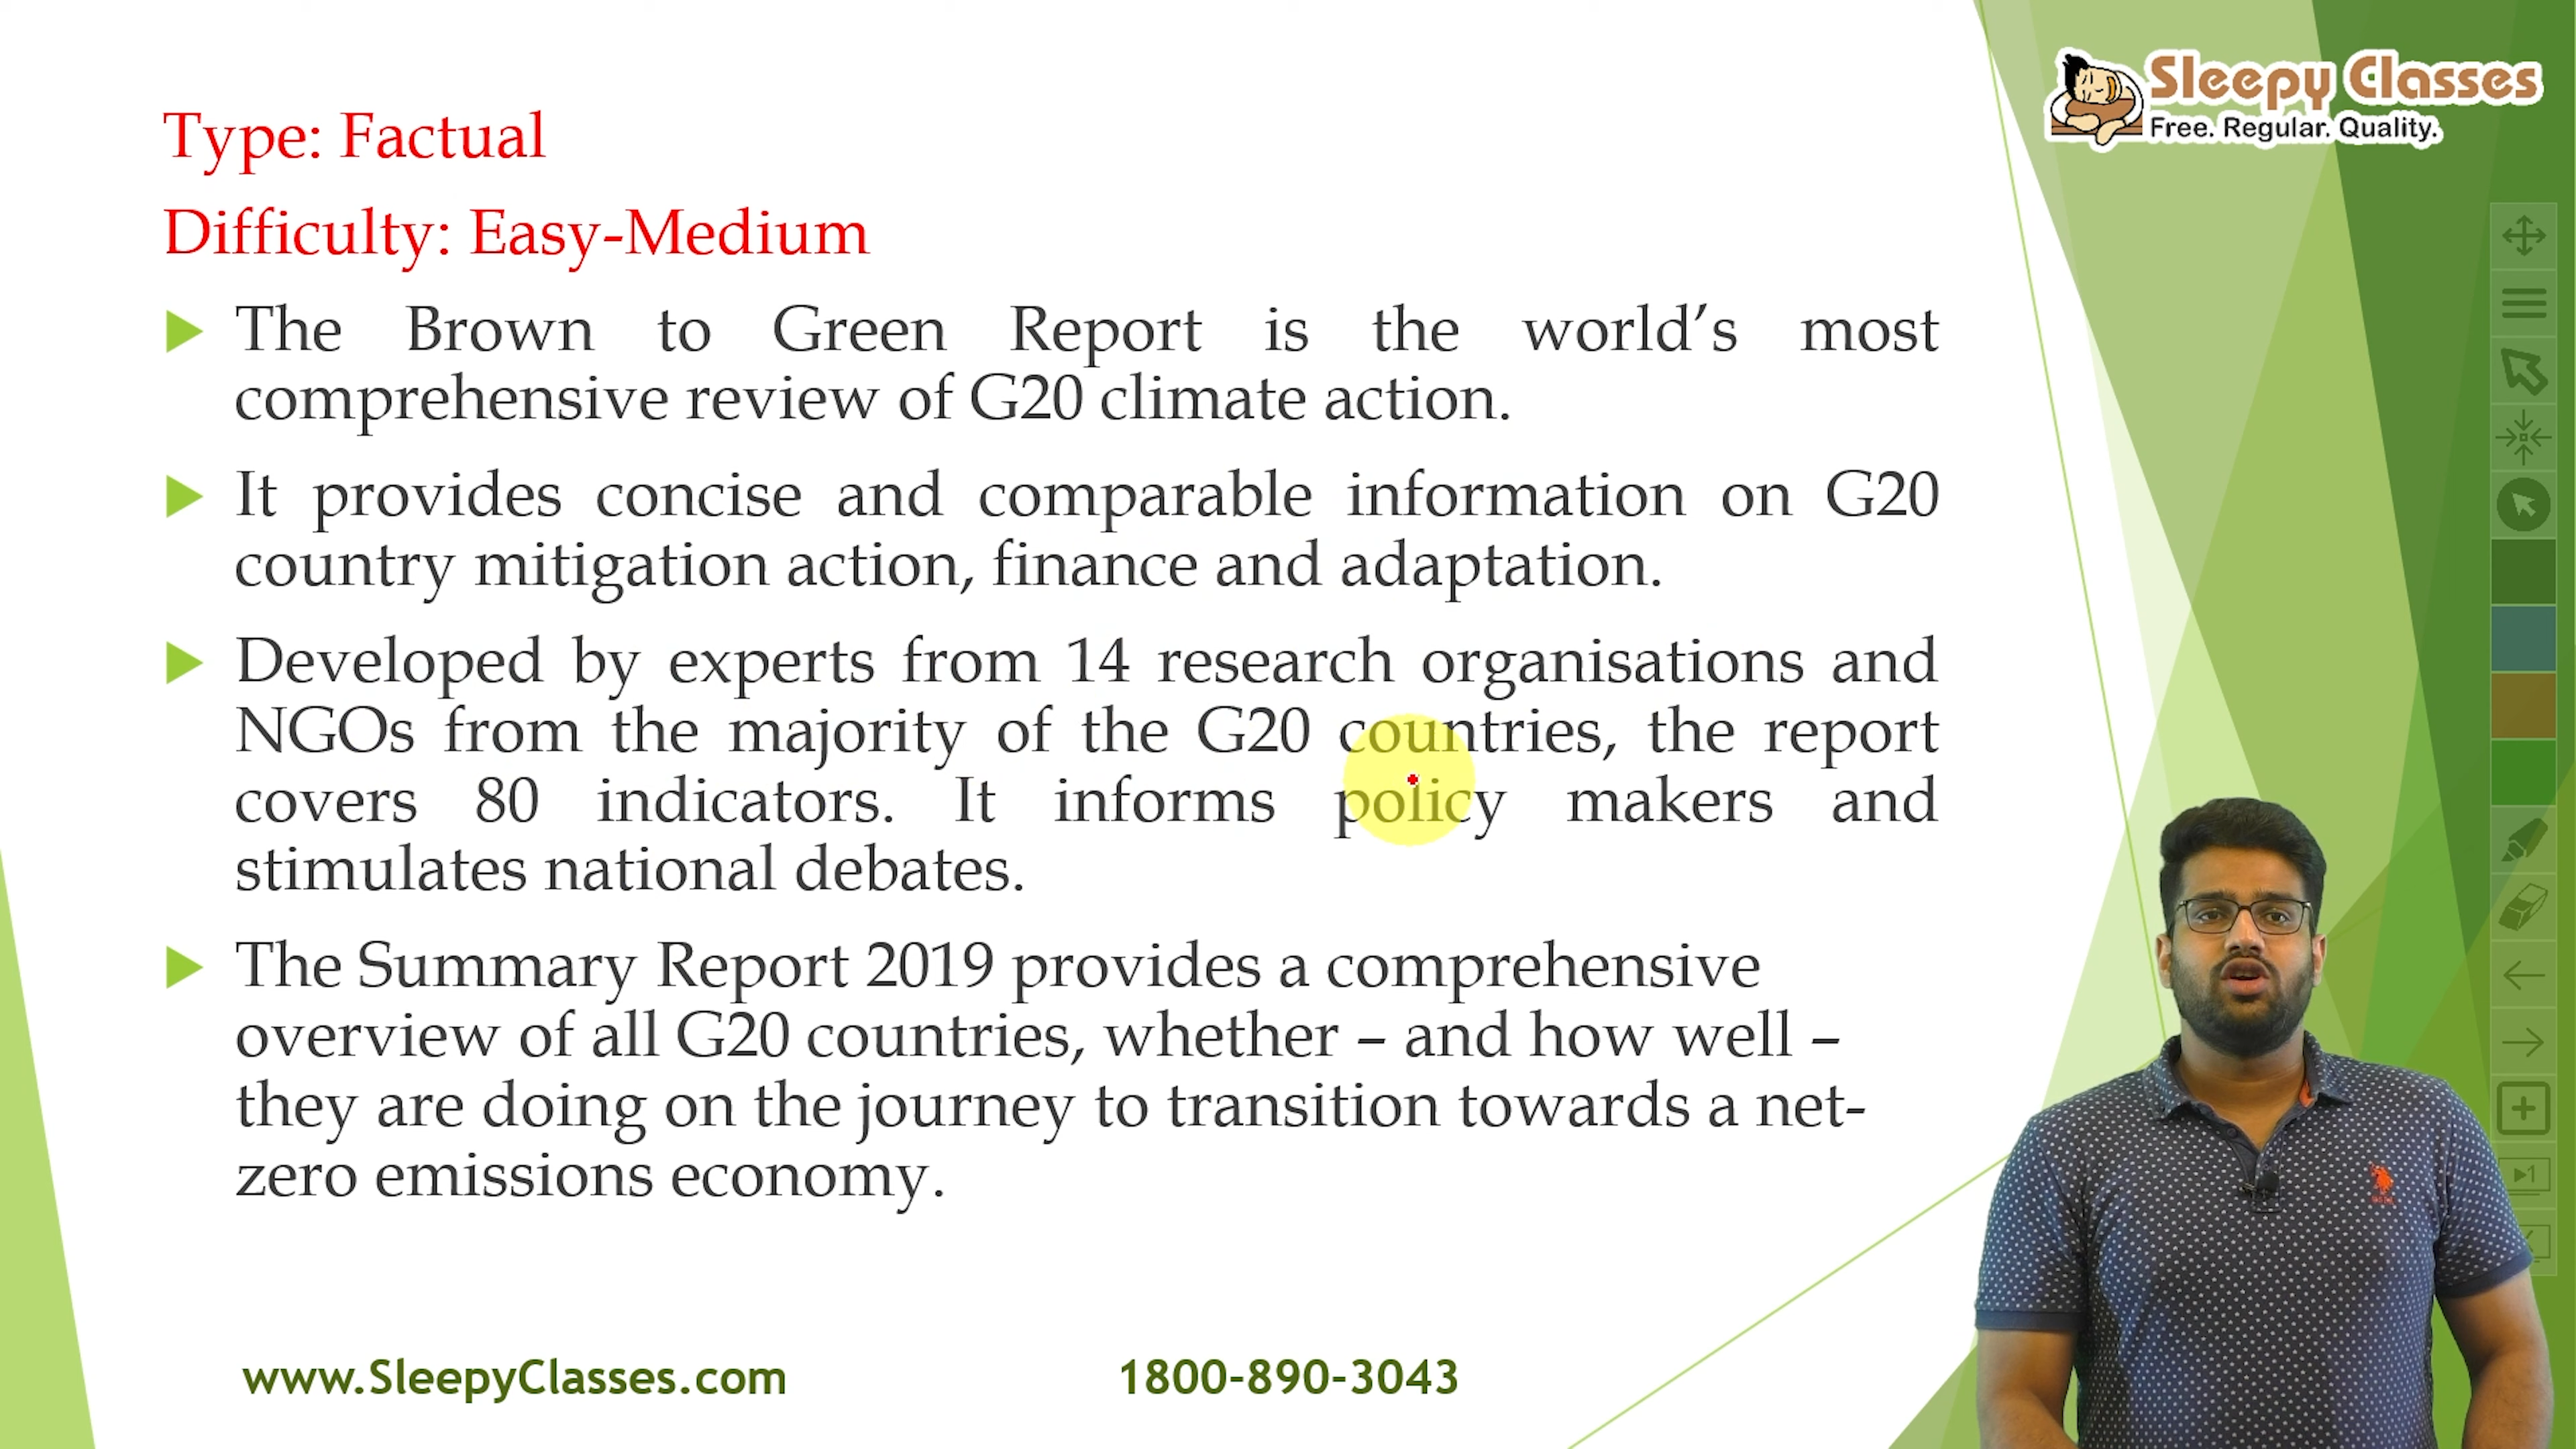 Sleepy Classes
Free. Regular. Quality.
Type: Factual
Difficulty: Easy-Medium
The Brown to Green Report is the world’s most
comprehensive review of G20 climate action.
It provides concise and comparable information on G20
country mitigation action, finance and adaptation.
Developed by experts from 14 research organisations and
NGOs from the majority of the G20 countries, the report
covers 80 indicators. It informs policy makers and
stimulates national debates.
The Summary Report 2019 provides a comprehensive
overview of all G20 countries, whether – and how well –
they are doing on the journey to transition towards a net-
zero emissions economy.
www.SleepyClasses.com
1800-890-3043